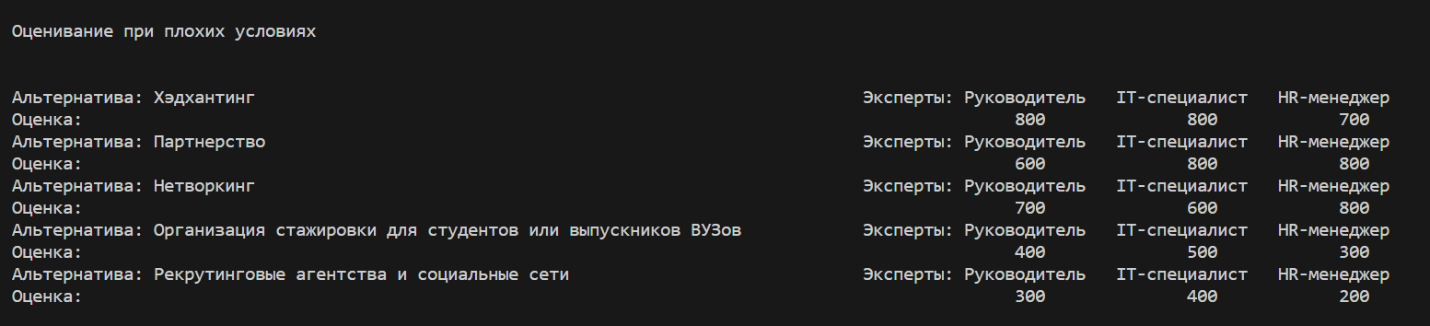 Оценивание при плохих условиях
Альтернатива: Хэдхантинг Эксперты: Руководитель IT-специалист HR-менеджер
Оценка: 800 800 700
Альтернатива: Партнерство Эксперты: Руководитель IT-специалист HR-менеджер
Оценка: 600 800 800
Альтернатива: Нетворкинг Эксперты: Руководитель IT-специалист HR-менеджер
Оценка: 700 600 800
Альтернатива: Организация стажировки для студентов или выпускников ВУЗов Эксперты: Руководитель IT-специалист HR-менеджер
Оценка: 400 500 300
Альтернатива: Рекрутинговые агентства и социальные сети Эксперты: Руководитель IT-специалист HR-менеджер
Оценка: 300 400 200